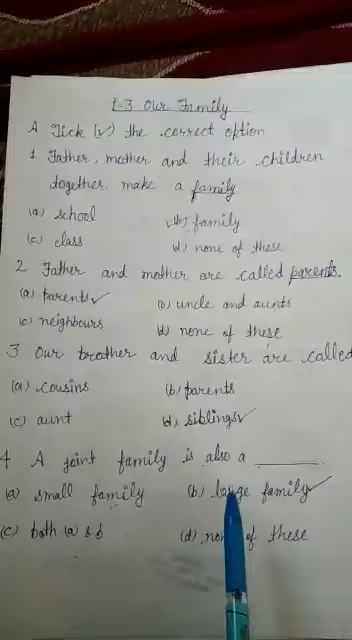 L-3 Our Family
A Tick (✓) the correct option
1 Father, mother and their children
together make a family
(a) school (b) family
(c) class (d) none of these
2 Father and mother are called parents.
(a) parents ✓ (b) uncle and aunts
(c) neighbours (d) none of these
3 Our brother and sister are called
(a) cousins (b) parents
(c) aunt (d) siblings ✓
4 A joint family is also a ______
(a) small family (b) large family ✓
(c) both (a & b (d) none of these